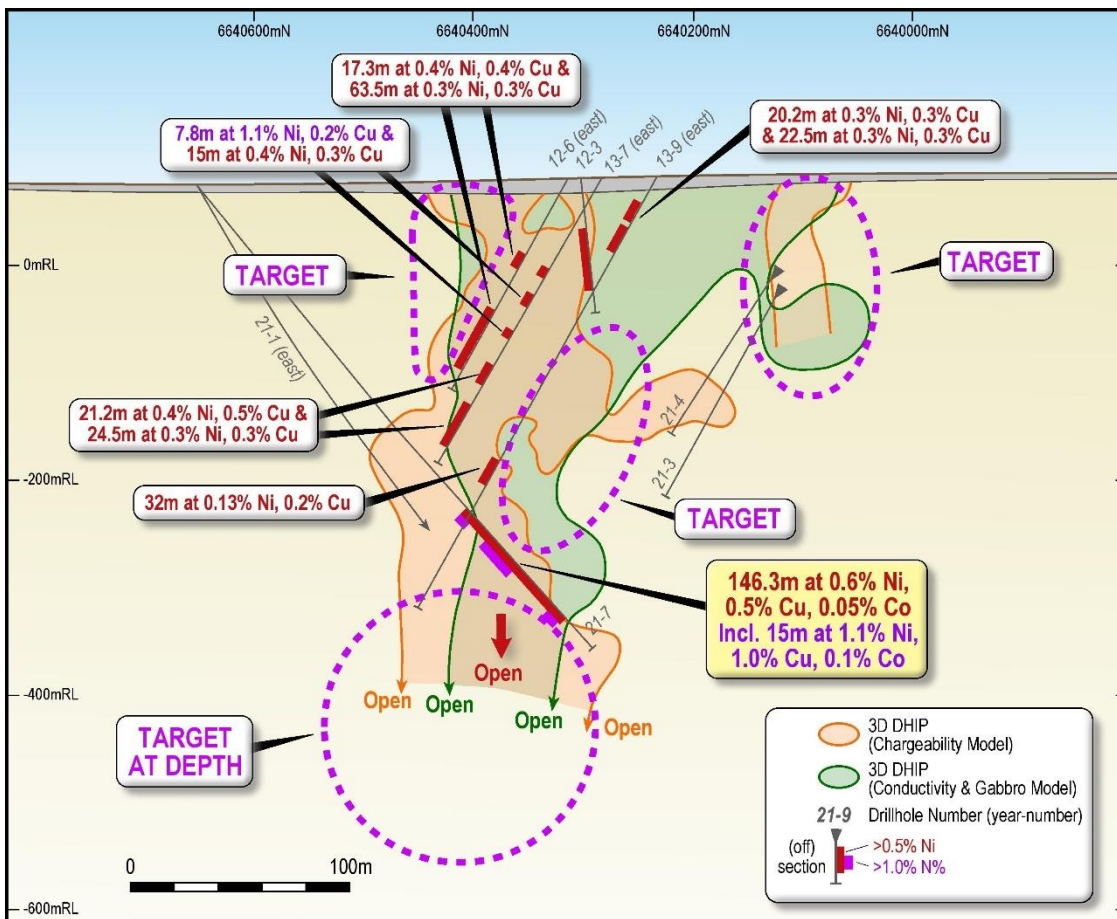 6640600mN
6640400mN
6640200mN
6640000mN
17.3m at 0.4% Ni, 0.4% Cu &
63.5m at 0.3% Ni, 0.3% Cu
7.8m at 1.1% Ni, 0.2% Cu &
15m at 0.4% Ni, 0.3% Cu
12-6 (east)
12-3
13-7 (east)
13-9 (east)
20.2m at 0.3% Ni, 0.3% Cu
& 22.5m at 0.3% Ni, 0.3% Cu
0mRL
TARGET
TARGET
21-1 (east)
21.2m at 0.4% Ni, 0.5% Cu &
24.5m at 0.3% Ni, 0.3% Cu
21-4
21-3
-200mRL
32m at 0.13% Ni, 0.2% Cu
TARGET
146.3m at 0.6% Ni,
0.5% Cu, 0.05% Co
Incl. 15m at 1.1% Ni,
1.0% Cu, 0.1% Co
21-7
Open
-400mRL
Open
Open
Open
Open
TARGET
AT DEPTH
3D DHIP
(Chargeability Model)
3D DHIP
(Conductivity & Gabbro Model)
21-9 Drillhole Number (year-number)
(off)
section
>0.5% Ni
>1.0% N%
0
100m
-600mRL